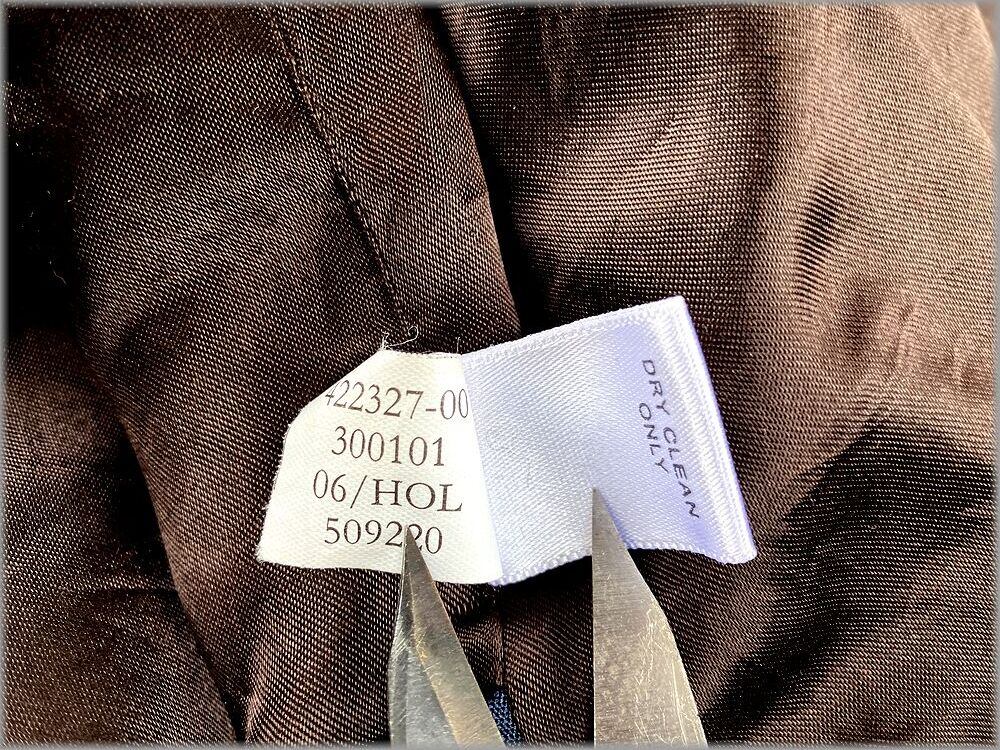 422327-00
300101
06/HOL
509220
DRY CLEAN
ONLY